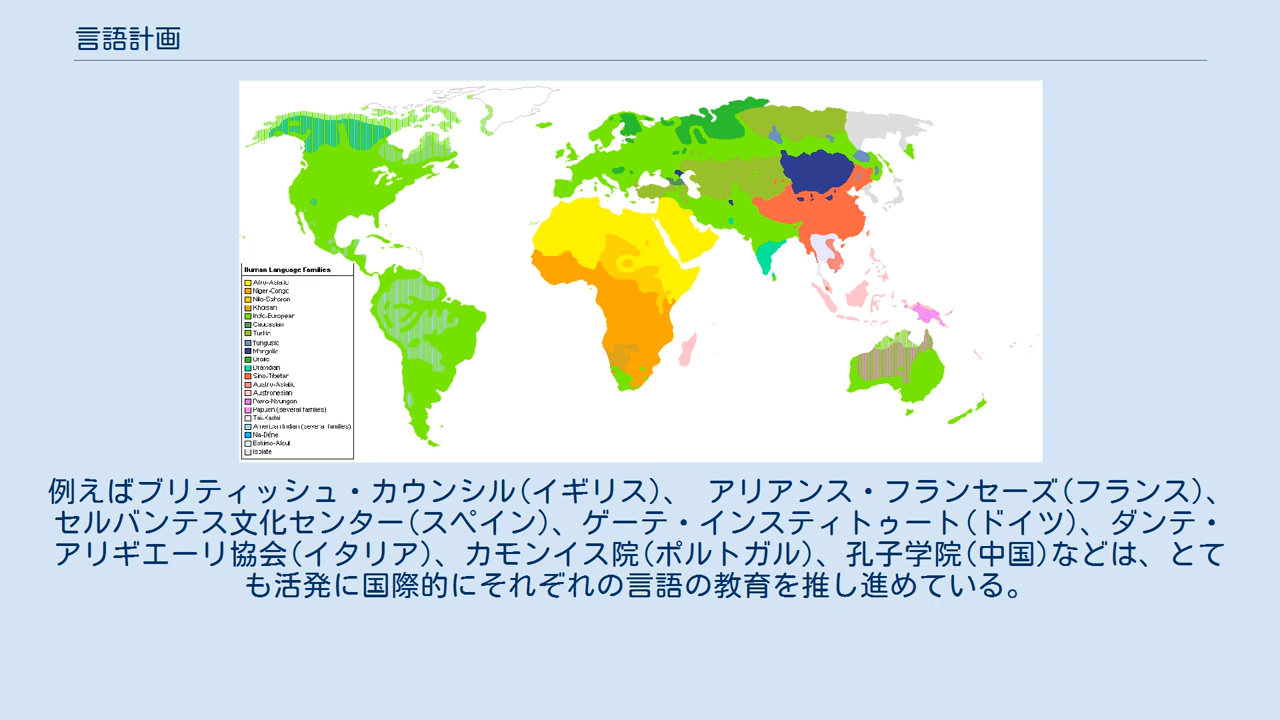 言語計画
Human Language Families
Afro-Asiatic
Niger-Congo
Nilo-Saharan
Khoisan
Indo-European
Caucasian
Turkic
Tungusic
Mongolic
Uralic
Dravidian
Sino-Tibetan
Austro-Asiatic
Austronesian
Pama-Nyungan
Papuan (several families)
Tai-Kadai
American Indian (several families)
Na-Dené
Eskimo-Aleut
Isolate
例えばブリティッシュ・カウンシル(イギリス)、 アリアンス・フランセーズ(フランス)、
セルバンテス文化センター(スペイン)、ゲーテ・インスティトゥート(ドイツ)、ダンテ・
アリギエーリ協会(イタリア)、カモンイス院(ポルトガル)、孔子学院(中国)などは、とて
も活発に国際的にそれぞれの言語の教育を推し進めている。